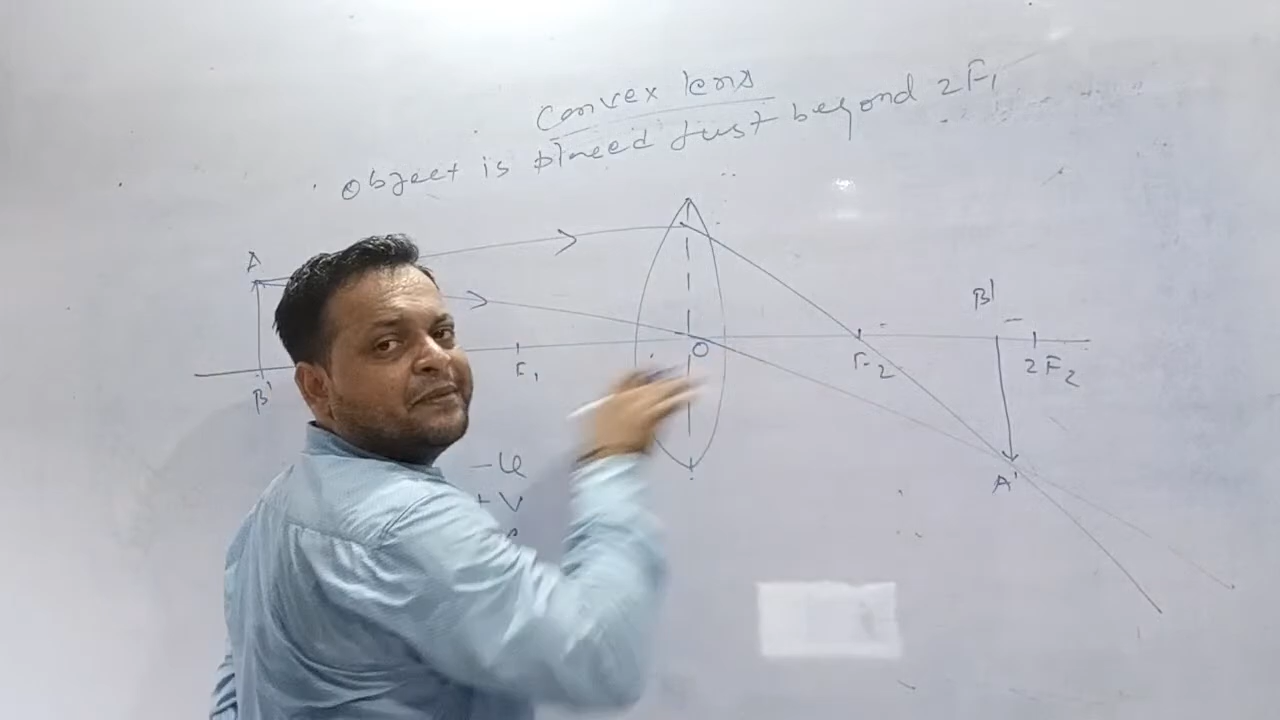 Convex lens
object is placed Just beyond 2F1
A
B'
F1
O
F2
B'
2F2
A'
-u
+v